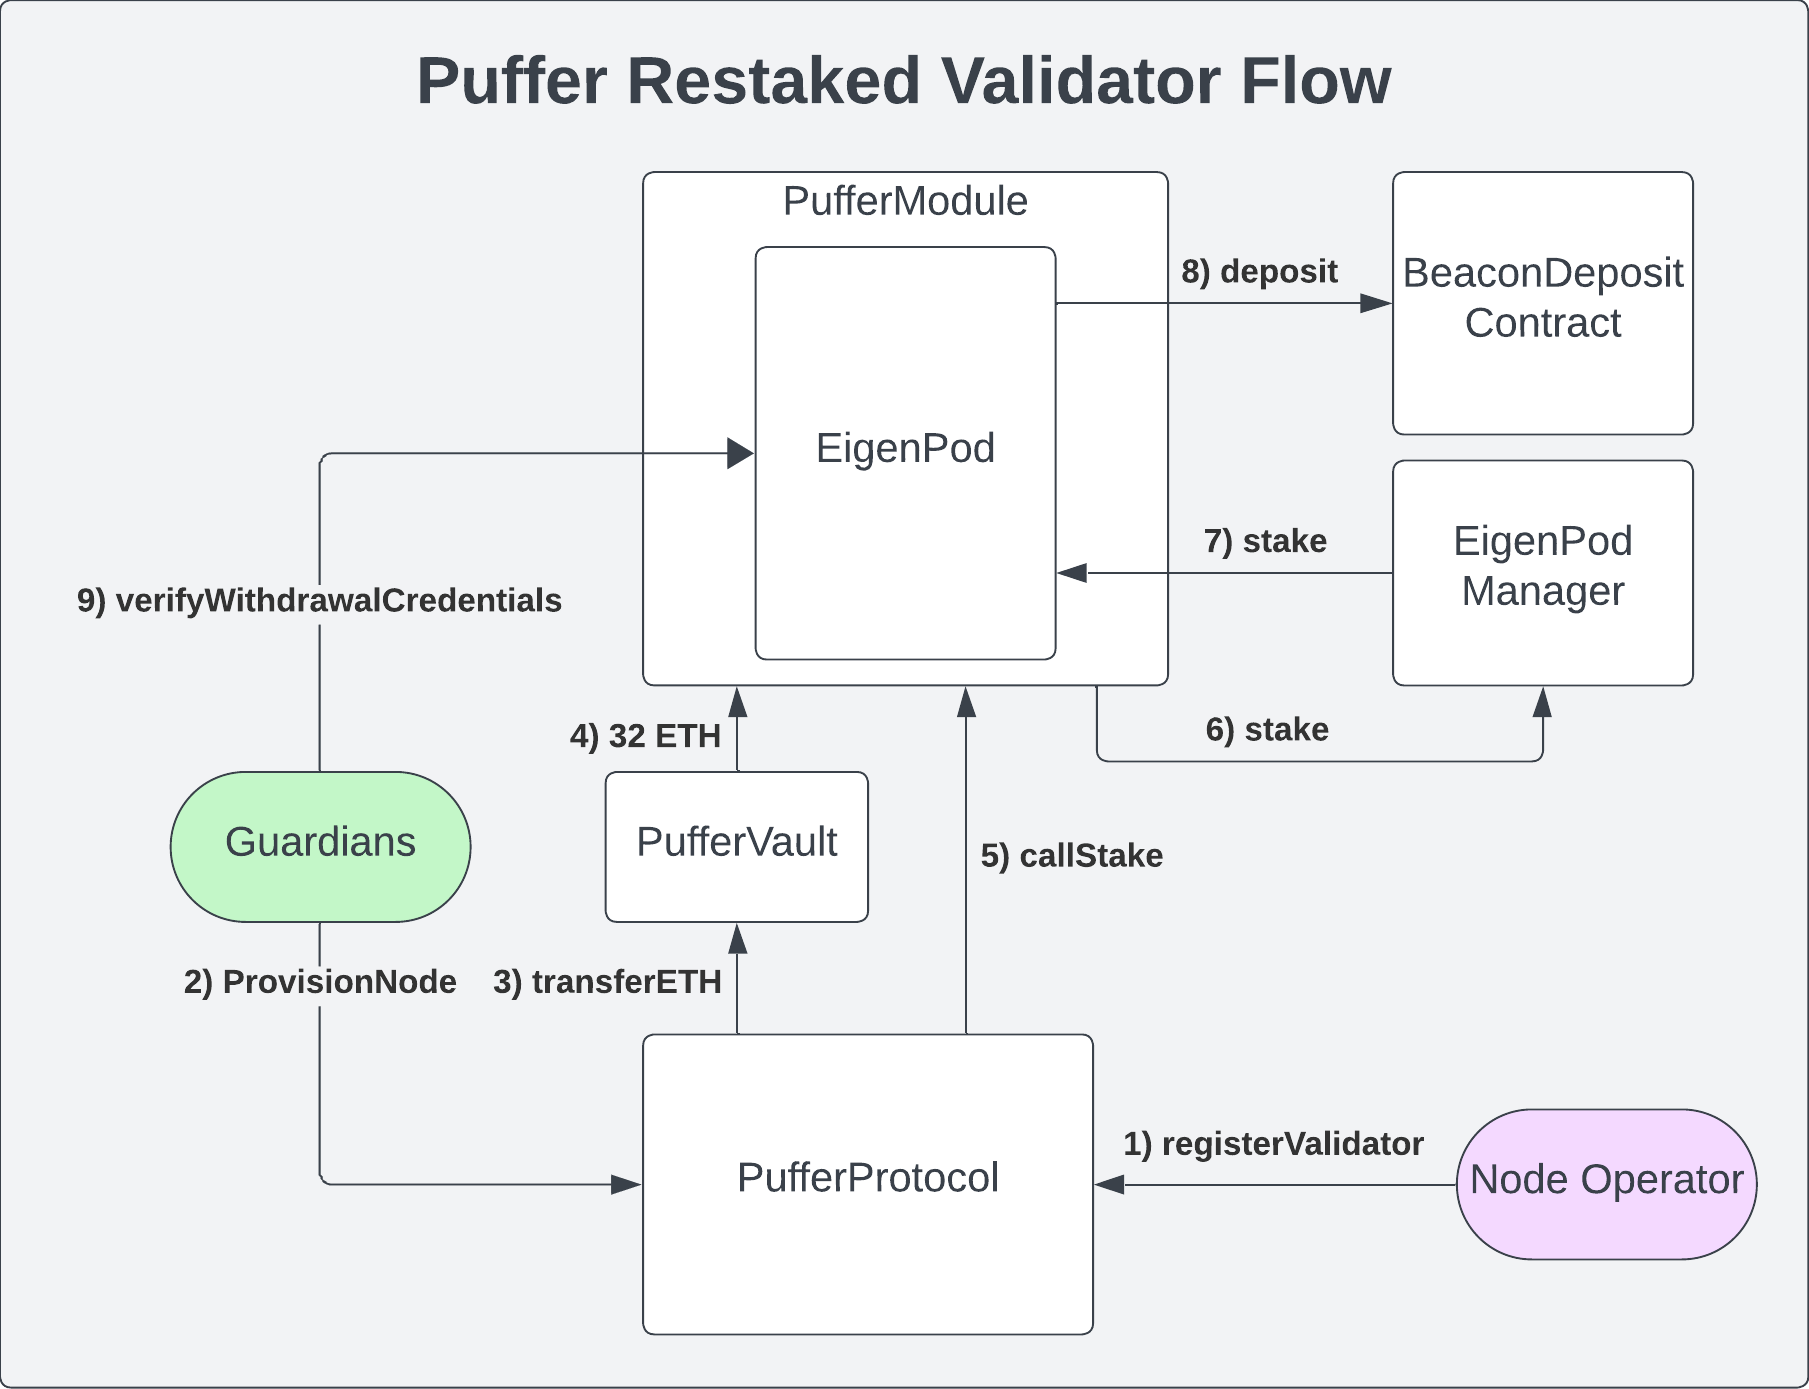 Puffer Restaked Validator Flow
PufferModule
8) deposit
BeaconDeposit
Contract
EigenPod
7) stake
EigenPod
Manager
9) verifyWithdrawalCredentials
4) 32 ETH
6) stake
Guardians
PufferVault
5) callStake
2) ProvisionNode
3) transferETH
PufferProtocol
1) registerValidator
Node Operator